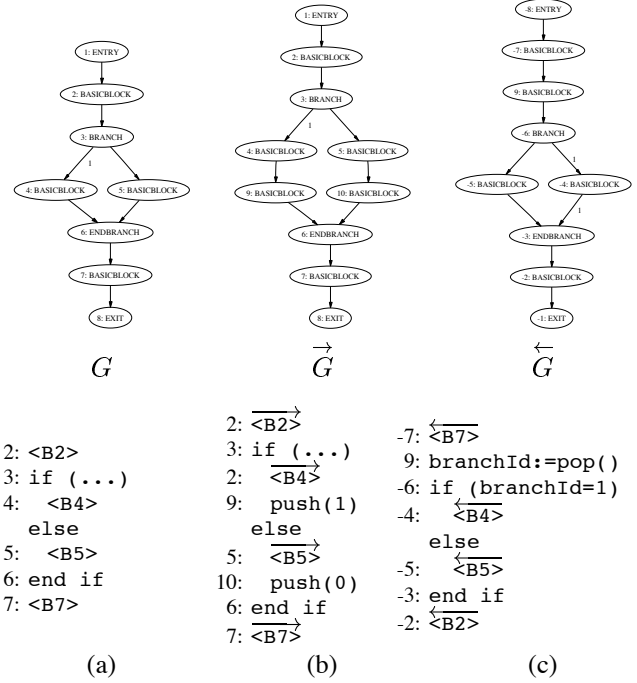 1: ENTRY
2: BASICBLOCK
3: BRANCH
1
4: BASICBLOCK
5: BASICBLOCK
6: ENDBRANCH
7: BASICBLOCK
8: EXIT
G
1: ENTRY
2: BASICBLOCK
3: BRANCH
1
4: BASICBLOCK
5: BASICBLOCK
9: BASICBLOCK
10: BASICBLOCK
6: ENDBRANCH
7: BASICBLOCK
8: EXIT
G
-8: ENTRY
-7: BASICBLOCK
9: BASICBLOCK
-6: BRANCH
1
-5: BASICBLOCK
-4: BASICBLOCK
1
-3: ENDBRANCH
-2: BASICBLOCK
-1: EXIT
G
2: <B2>
3: if (...)
4: <B4>
else
5: <B5>
6: end if
7: <B7>
(a)
2: <B2>
3: if (...)
2: <B4>
9: push(1)
else
5: <B5>
10: push(0)
6: end if
7: <B7>
(b)
-7: <B7>
9: branchId:=pop()
-6: if (branchId=1)
-4: <B4>
else
-5: <B5>
-3: end if
-2: <B2>
(c)